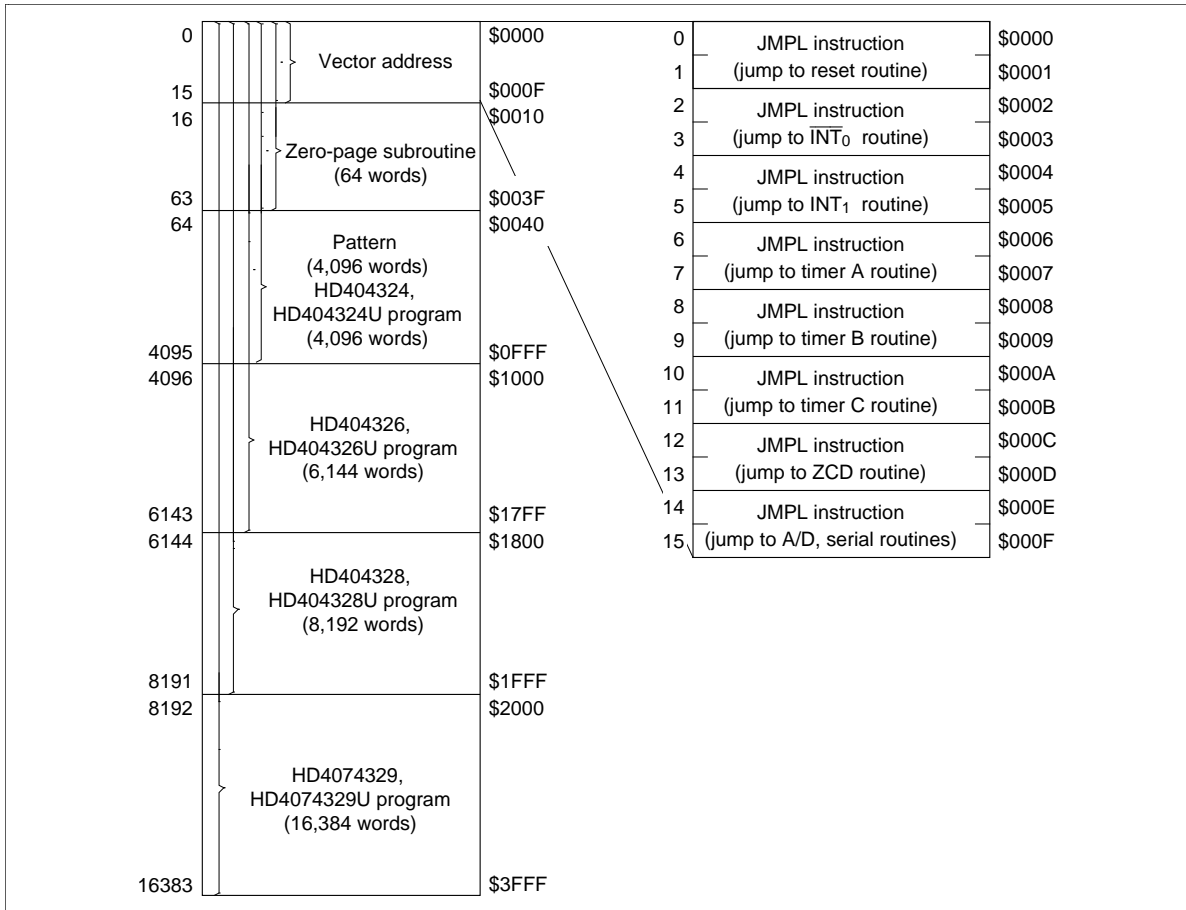 0
$0000
Vector address
15
$000F
16
$0010
Zero-page subroutine
(64 words)
63
$003F
64
$0040
Pattern
(4,096 words)
HD404324,
HD404324U program
(4,096 words)
4095
$0FFF
4096
$1000
HD404326,
HD404326U program
(6,144 words)
6143
$17FF
6144
$1800
HD404328,
HD404328U program
(8,192 words)
8191
$1FFF
8192
$2000
HD4074329,
HD4074329U program
(16,384 words)
16383
$3FFF
0
JMPL instruction
$0000
1
(jump to reset routine)
$0001
2
JMPL instruction
$0002
3
(jump to I̅N̅T̅₀ routine)
$0003
4
JMPL instruction
$0004
5
(jump to INT₁ routine)
$0005
6
JMPL instruction
$0006
7
(jump to timer A routine)
$0007
8
JMPL instruction
$0008
9
(jump to timer B routine)
$0009
10
JMPL instruction
$000A
11
(jump to timer C routine)
$000B
12
JMPL instruction
$000C
13
(jump to ZCD routine)
$000D
14
JMPL instruction
$000E
15
(jump to A/D, serial routines)
$000F